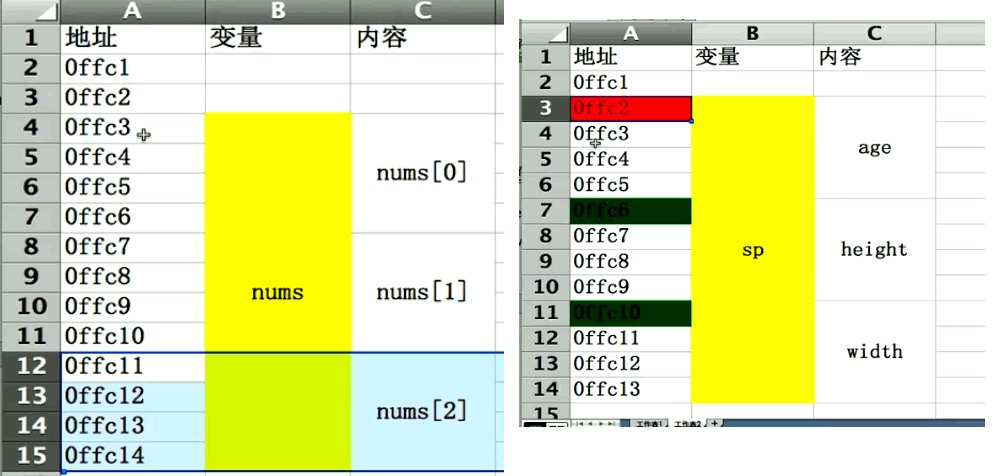 A B C
1 地址 变量 内容
2 0ffc1
3 0ffc2
4 0ffc3
5 0ffc4 nums[0]
6 0ffc5
7 0ffc6
8 0ffc7
9 0ffc8
10 0ffc9 nums nums[1]
11 0ffc10
12 0ffc11
13 0ffc12
14 0ffc13 nums[2]
15 0ffc14
A B C
1 地址 变量 内容
2 0ffc1
3 0ffc2
4 0ffc3 age
5 0ffc4
6 0ffc5
7 0ffc6
8 0ffc7 sp height
9 0ffc8
10 0ffc9
11 0ffc10
12 0ffc11 width
13 0ffc12
14 0ffc13
15
工作表1 工作表2 +